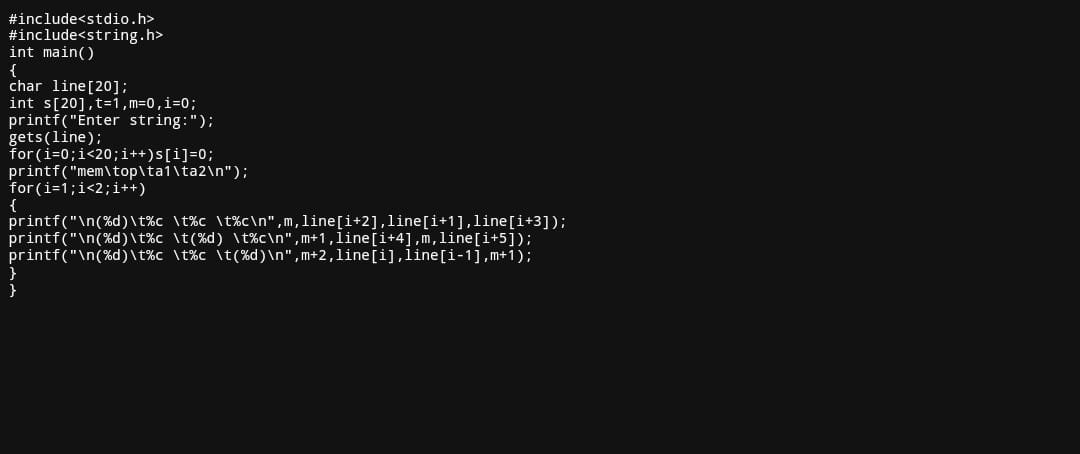 #include<stdio.h>
#include<string.h>
int main()
{
char line[20];
int s[20],t=1,m=0,i=0;
printf("Enter string:");
gets(line);
for(i=0;i<20;i++)s[i]=0;
printf("mem\top\ta1\ta2\n");
for(i=1;i<2;i++)
{
printf("\n(%d)\t%c \t%c \t%c\n",m,line[i+2],line[i+1],line[i+3]);
printf("\n(%d)\t%c \t(%d) \t%c\n",m+1,line[i+4],m,line[i+5]);
printf("\n(%d)\t%c \t%c \t(%d)\n",m+2,line[i],line[i-1],m+1);
}
}